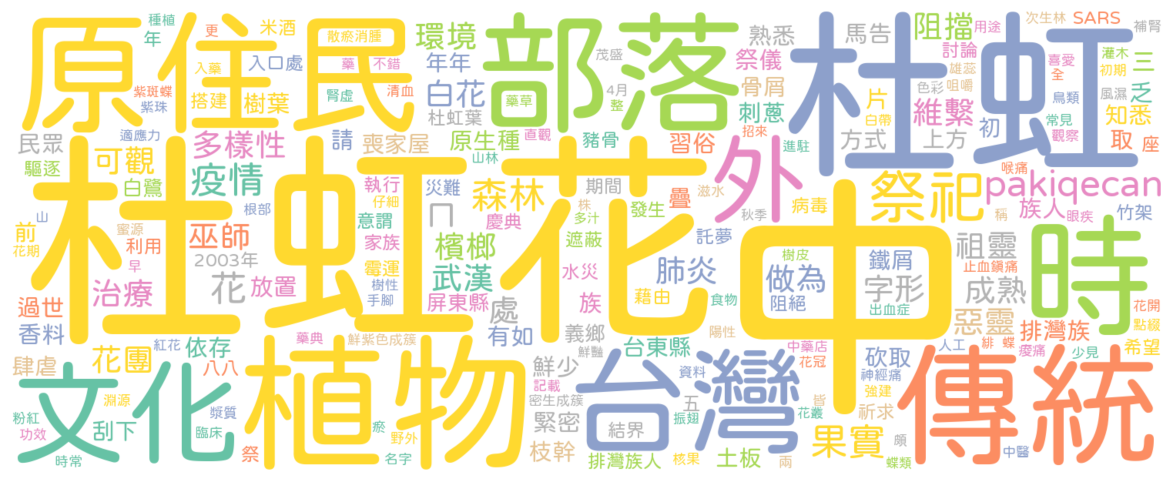 原住民
部落
杜虹
杜虹花
中
外
時
植物
文化
台灣
傳統
祭祀
pakiqecan
森林
疫情
多樣性
種植
年
更
米酒
散瘀消腫
環境
年年
茂盛
熟悉
馬告
阻擋
次生林
SARS
補腎
入藥
藥
不錯
入口處
紫斑蝶
紫珠
搭建
樹葉
腎虛
清血
白花
藥草
4月
整
祭儀
骨屑
雄蕊
咀嚼
討論
用途
灌木
初期
三
喜愛
全
色彩
片
白帶
維繫
鳥類
風濕
乏
知悉
民眾
適應力
請
喪家屋
杜虹葉
原生種
直觀
豬骨
刺蔥
習俗
招來
進駐
方式
上方
初
常見
觀察
取
座
驅逐
可觀
白鷺
根部
山林
執行
仔細
災難
ㄇ
期間
發生
疊
滋水
病毒
秋季
喉痛
族人
眼疾
稱
竹架
山
前
花期
蜜源
早
利用
巫師
2003年
意謂
家族
慶典
株
多汁
檳榔
遮蔽
託夢
祖靈
過世
香料
治療
花
放置
霉運
樹性
手腳
武漢
屏東縣
水災
族
藉由
肺炎
樹皮
食物
做為
阻絕
鐵屑
字形
出血症
成熟
止血鎮痛
惡靈
排灣族
花開
點綴
希望
肆虐
花團
紅花
依存
八八
藥典
鮮紫色成簇
處
有如
義鄉
鮮豔
鮮少
台東縣
陽性
資料
中藥店
花冠
砍取
神經痛
人工
緋
蝶
痠痛
少見
粉紅
功效
淵源
刮下
漿質
臨床
瘀
野外
名字
時常
祭
記載
密生成簇
緊密
枝幹
結界
排灣族人
核果
五
振翅
土板
兩
花叢
皆
強建
祈求
果實
頗
蝶類
中醫